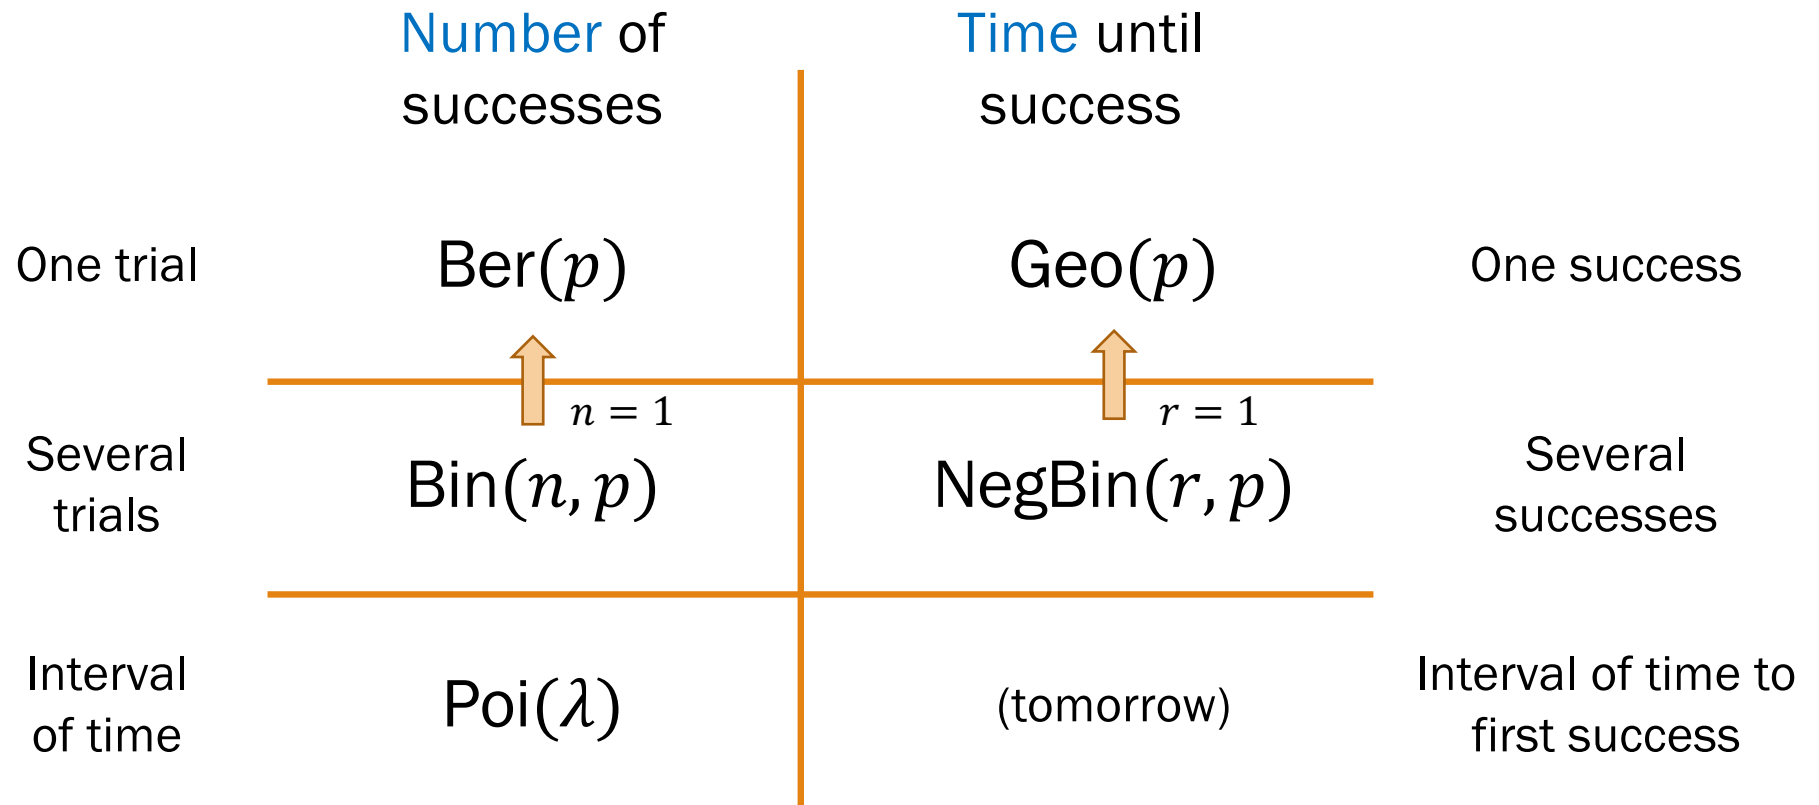 Number of
successes
Time until
success
One trial
Ber(p)
Geo(p)
One success
n = 1
r = 1
Several
trials
Bin(n, p)
NegBin(r, p)
Several
successes
Interval
of time
Poi(λ)
(tomorrow)
Interval of time to
first success